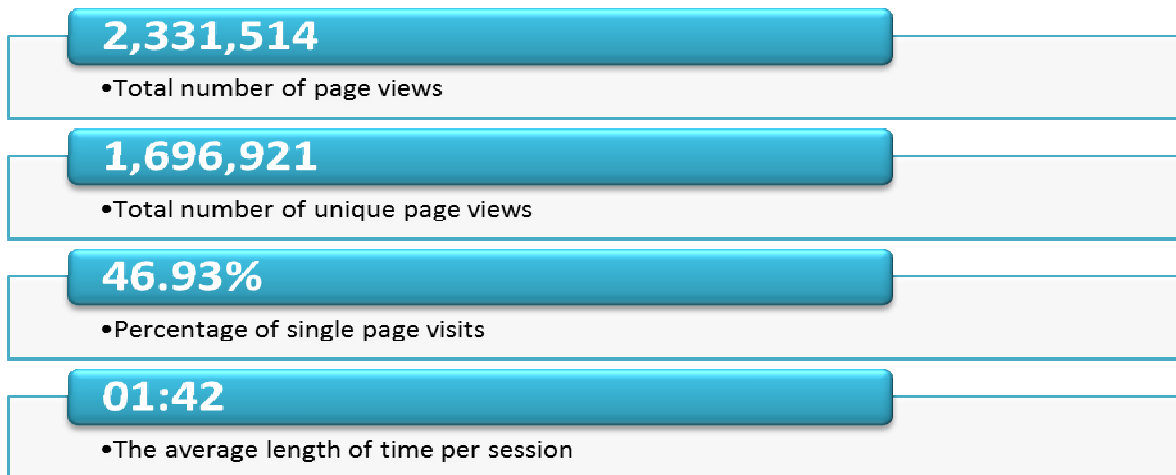 2,331,514
•Total number of page views
1,696,921
•Total number of unique page views
46.93%
•Percentage of single page visits
01:42
•The average length of time per session